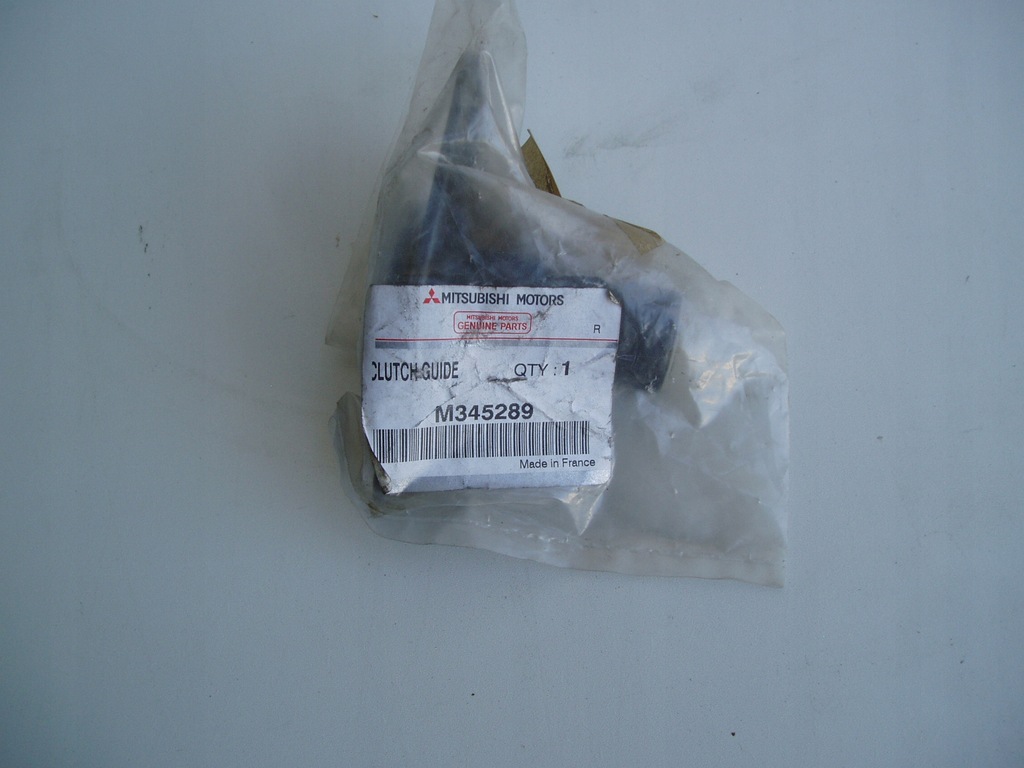 MITSUBISHI MOTORS
MITSUBISHI MOTORS
GENUINE PARTS
R
CLUTCH GUIDE QTY : 1
M345289
Made in France